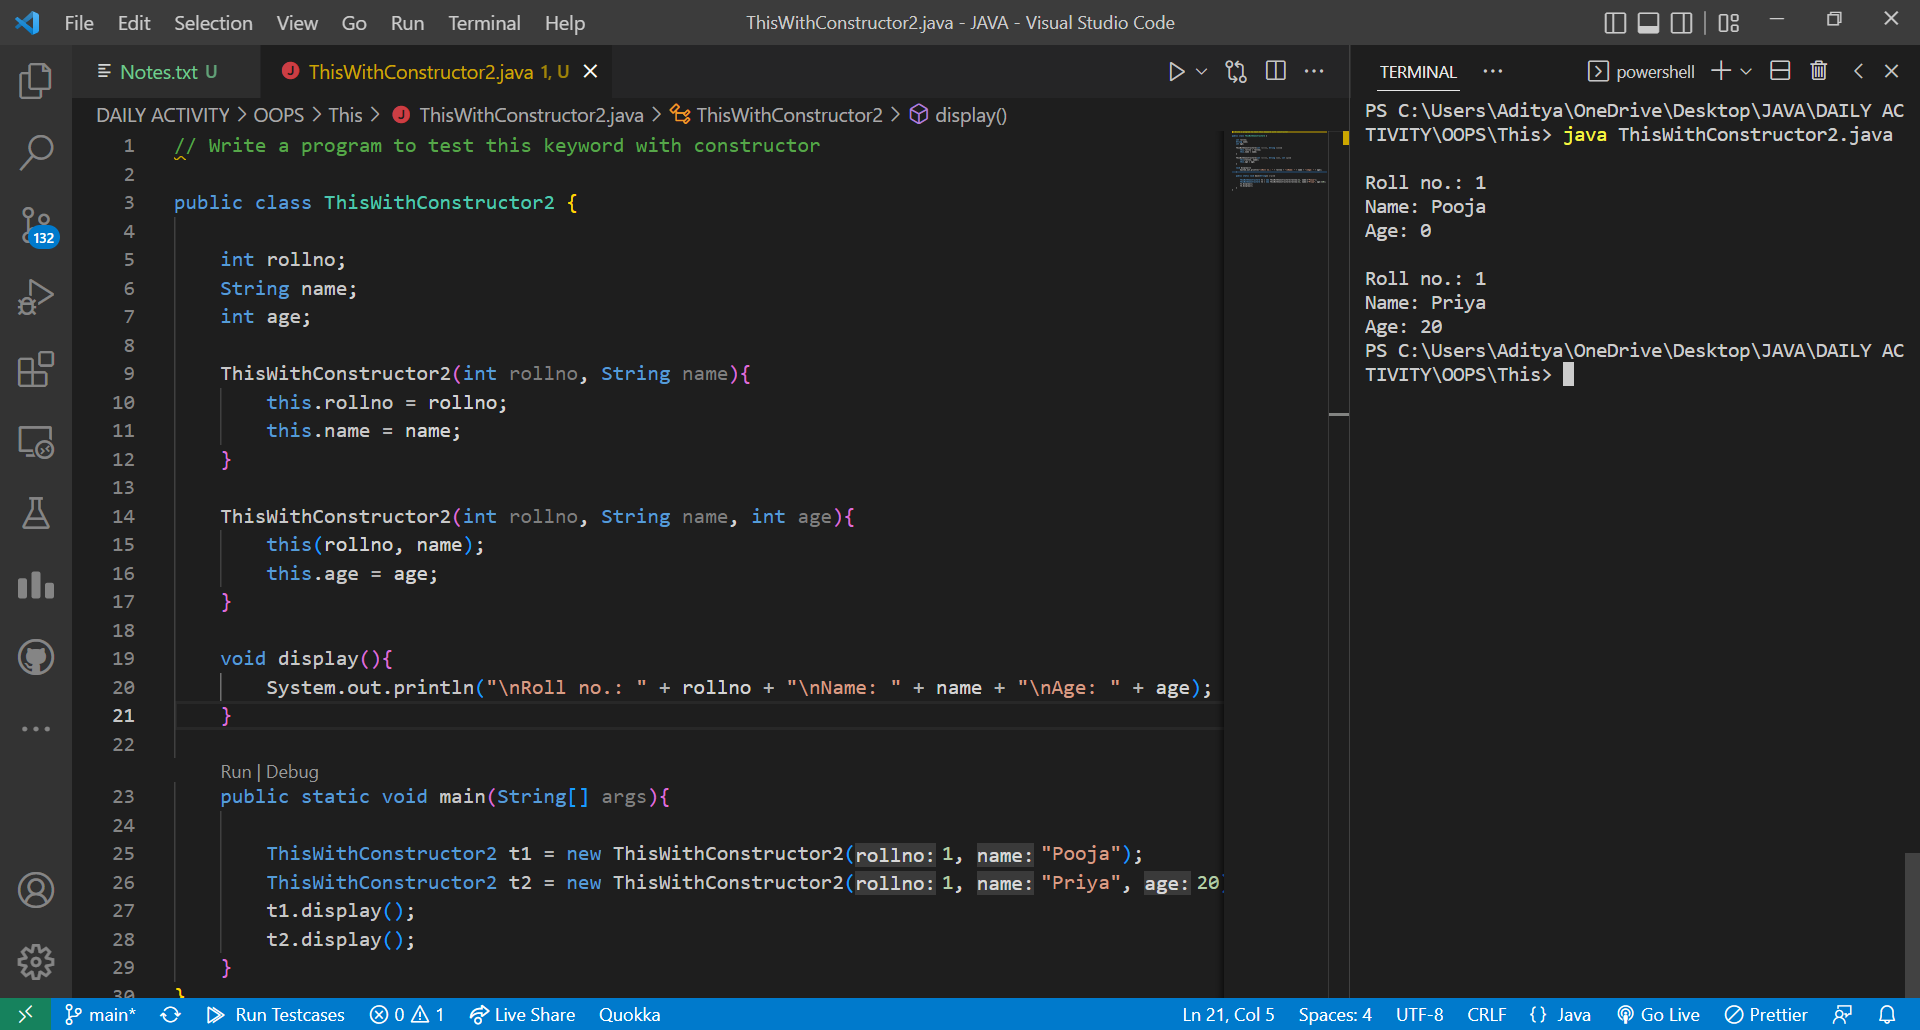 File Edit Selection View Go Run Terminal Help
ThisWithConstructor2.java - JAVA - Visual Studio Code
Notes.txt U
J ThisWithConstructor2.java 1, U
DAILY ACTIVITY > OOPS > This > J ThisWithConstructor2.java > ThisWithConstructor2 > display()
1 // Write a program to test this keyword with constructor
2
3 public class ThisWithConstructor2 {
4
5 int rollno;
6 String name;
7 int age;
8
9 ThisWithConstructor2(int rollno, String name){
10 this.rollno = rollno;
11 this.name = name;
12 }
13
14 ThisWithConstructor2(int rollno, String name, int age){
15 this(rollno, name);
16 this.age = age;
17 }
18
19 void display(){
20 System.out.println("\nRoll no.: " + rollno + "\nName: " + name + "\nAge: " + age);
21 }
22
Run | Debug
23 public static void main(String[] args){
24
25 ThisWithConstructor2 t1 = new ThisWithConstructor2(rollno: 1, name: "Pooja");
26 ThisWithConstructor2 t2 = new ThisWithConstructor2(rollno: 1, name: "Priya", age: 20)
27 t1.display();
28 t2.display();
29 }
30 }
132
TERMINAL
powershell
PS C:\Users\Aditya\OneDrive\Desktop\JAVA\DAILY AC
TIVITY\OOPS\This> java ThisWithConstructor2.java
Roll no.: 1
Name: Pooja
Age: 0
Roll no.: 1
Name: Priya
Age: 20
PS C:\Users\Aditya\OneDrive\Desktop\JAVA\DAILY AC
TIVITY\OOPS\This>
main* Run Testcases 0 1 Live Share Quokka Ln 21, Col 5 Spaces: 4 UTF-8 CRLF {} Java Go Live Prettier